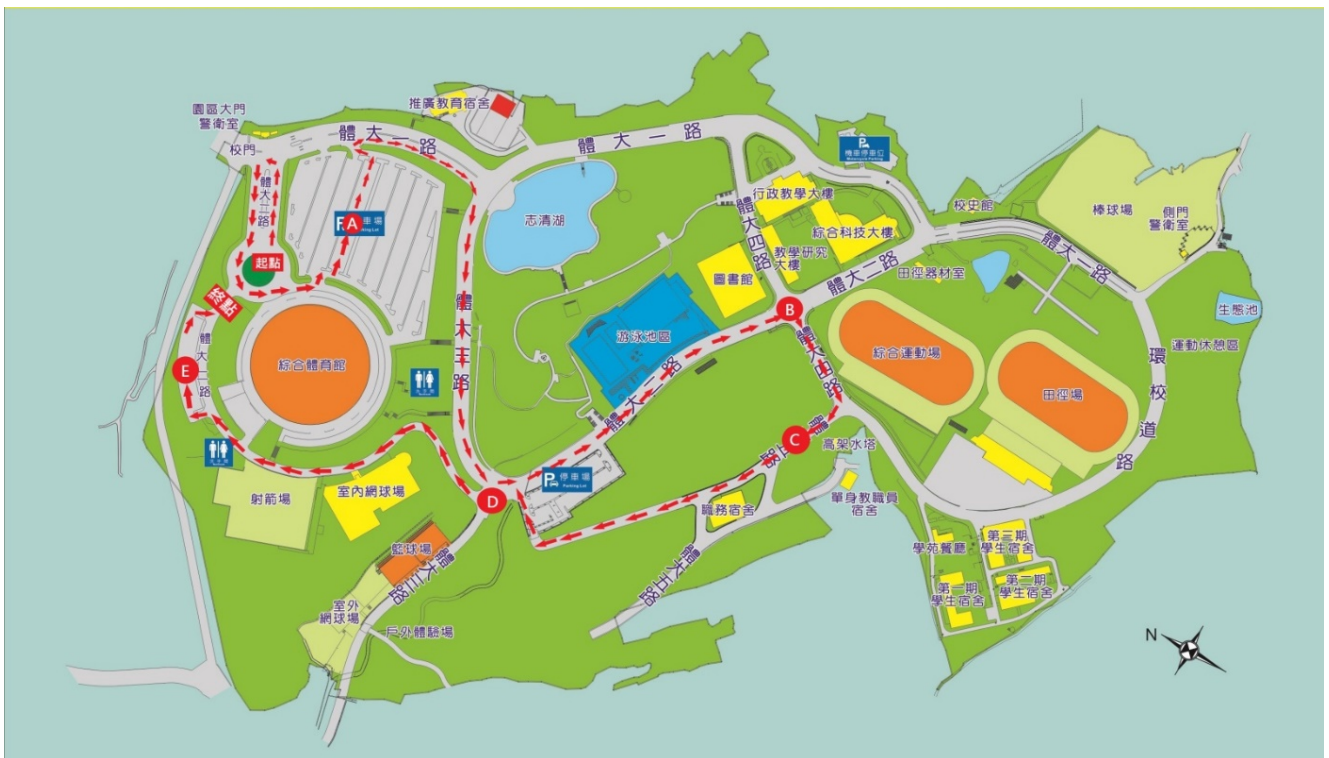 推廣教育宿舍
園區大門
警衛室
校門
體大一路
體大一路
機車停車位
Motorcycle Parking
體大二路
A
車場
Parking Lot
志清湖
行政教學大樓
校史館
棒球場
側門
警衛室
體大四路
綜合科技大樓
教學研究
大樓
體大一路
起點
圖書館
體大二路
田徑器材室
生態池
B
終點
體大三路
游泳池區
綜合運動場
運動休憩區
體大一路
綜合體育館
體大二路
體大四路
田徑場
環校道路
E
C
高架水塔
P停車場
Parking Lot
D
職務宿舍
單身教職員
宿舍
射箭場
室內網球場
籃球場
體大三路
體大五路
學苑餐廳
第三期
學生宿舍
第一期
學生宿舍
第二期
學生宿舍
室外
網球場
戶外體驗場
N